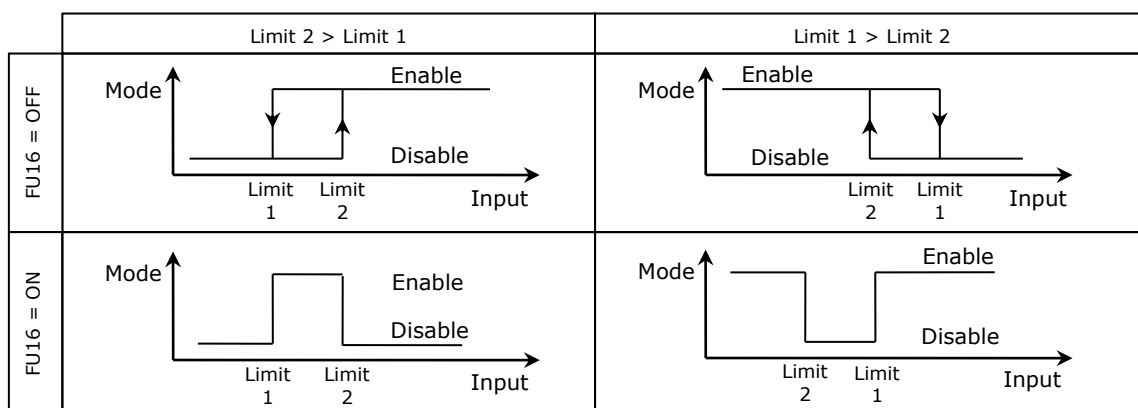 Limit 2 > Limit 1
Limit 1 > Limit 2
FU16 = OFF
Mode
Enable
Disable
Limit
1
Limit
2
Input
Mode
Enable
Disable
Limit
2
Limit
1
Input
FU16 = ON
Mode
Enable
Disable
Limit
1
Limit
2
Input
Mode
Enable
Disable
Limit
2
Limit
1
Input